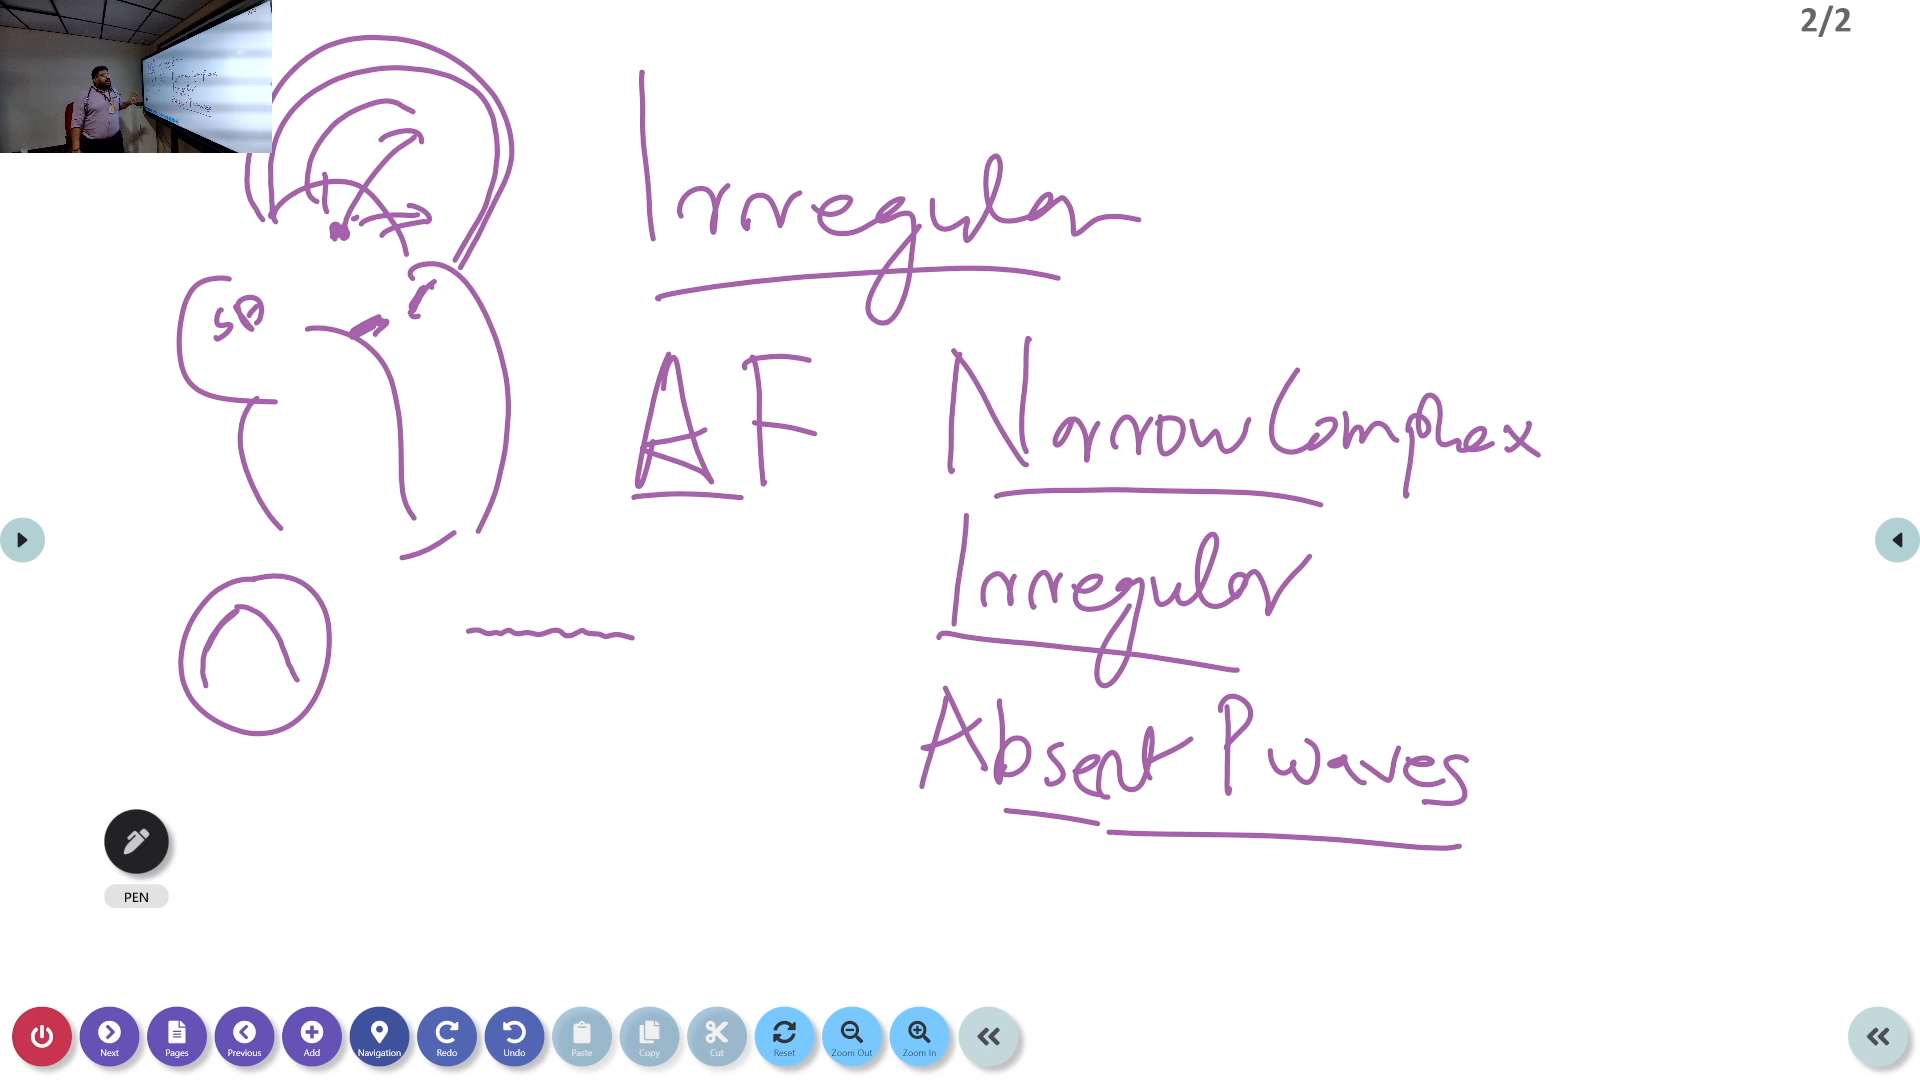 2/2
Irregular
SA
AF Narrow Complex
Irregular
Absent P waves
PEN
Next Pages Previous Add Navigation Redo Undo Paste Copy Cut Reset Zoom Out Zoom In